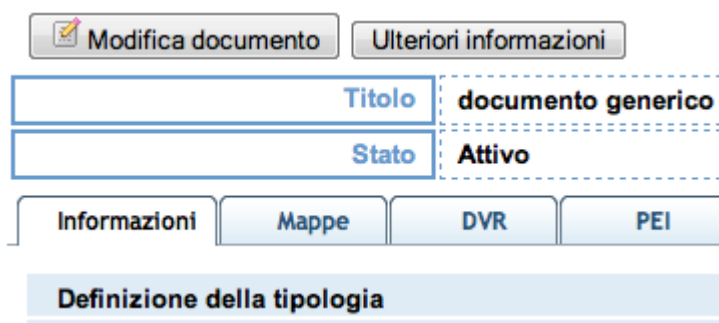 Modifica documento Ulteriori informazioni
Titolo documento generico
Stato Attivo
Informazioni Mappe DVR PEI
Definizione della tipologia